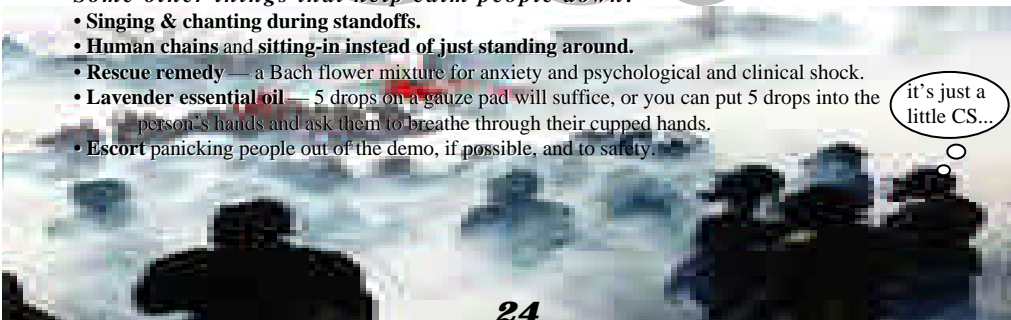 Some other things that help calm people down:
• Singing & chanting during standoffs.
• Human chains and sitting-in instead of just standing around.
• Rescue remedy — a Bach flower mixture for anxiety and psychological and clinical shock.
• Lavender essential oil — 5 drops on a gauze pad will suffice, or you can put 5 drops into the
person's hands and ask them to breathe through their cupped hands.
• Escort panicking people out of the demo, if possible, and to safety.
it's just a
little CS...
24